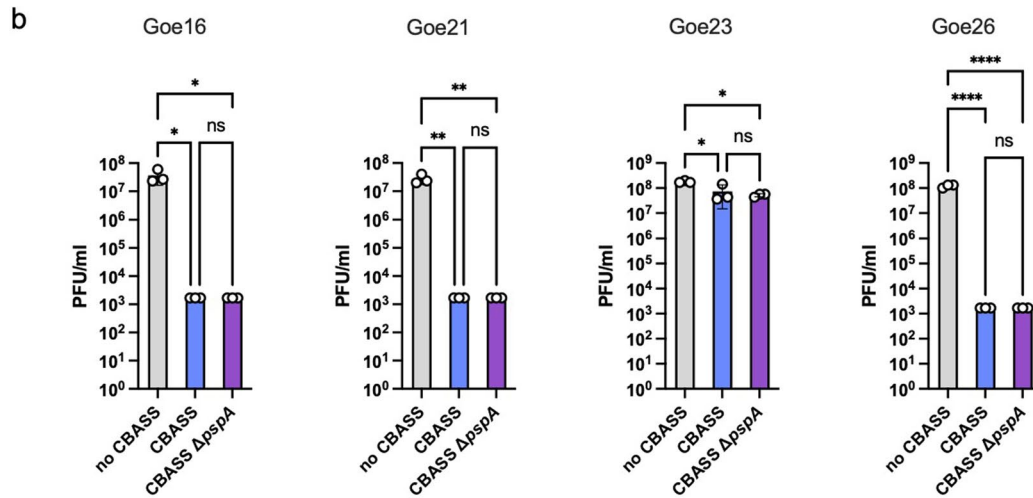 b
Goe16
Goe21
Goe23
Goe26
*
*
ns
PFU/ml
10⁸
10⁷
10⁶
10⁵
10⁴
10³
10²
10¹
10⁰
no CBASS
CBASS
CBASS ΔpspA
**
**
ns
PFU/ml
10⁸
10⁷
10⁶
10⁵
10⁴
10³
10²
10¹
10⁰
no CBASS
CBASS
CBASS ΔpspA
*
*
ns
PFU/ml
10⁹
10⁸
10⁷
10⁶
10⁵
10⁴
10³
10²
10¹
10⁰
no CBASS
CBASS
CBASS ΔpspA
****
****
ns
PFU/ml
10⁹
10⁸
10⁷
10⁶
10⁵
10⁴
10³
10²
10¹
10⁰
no CBASS
CBASS
CBASS ΔpspA